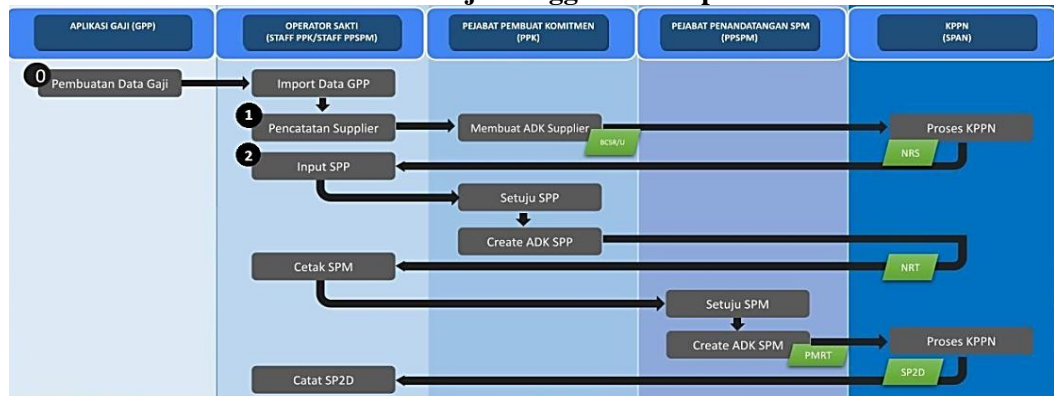 APLIKASI GAJI (GPP)
OPERATOR SAKTI
(STAFF PPK/STAFF PPSPM)
PEJABAT PEMBUAT KOMITMEN
(PPK)
PEJABAT PENANDATANGAN SPM
(PPSPM)
KPPN
(SPAN)
0
Pembuatan Data Gaji
Import Data GPP
1
Pencatatan Supplier
Membuat ADK Supplier
Proses KPPN
NRS
2
Input SPP
Setuju SPP
Create ADK SPP
Cetak SPM
NRT
Setuju SPM
Create ADK SPM
PMRT
Proses KPPN
SP2D
Catat SP2D